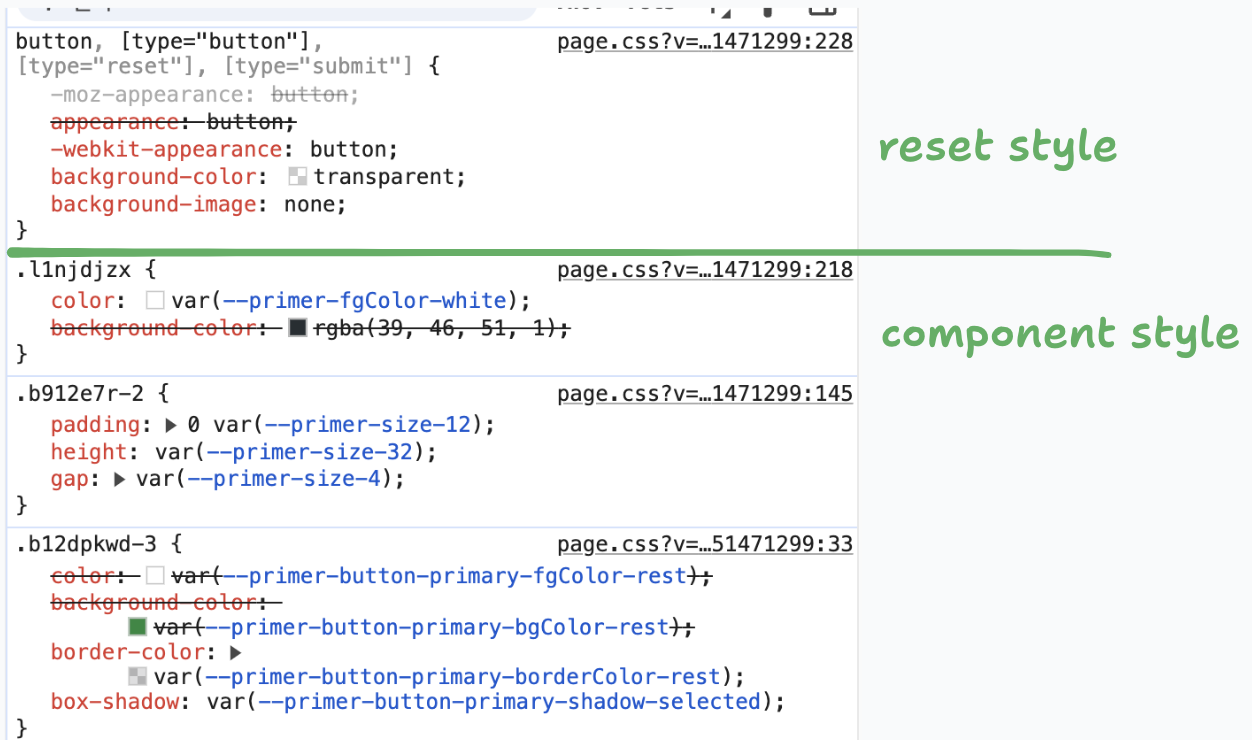 button, [type="button"], page.css?v=…1471299:228
[type="reset"], [type="submit"] {
-moz-appearance: button;
appearance: button;
-webkit-appearance: button;
background-color: transparent;
background-image: none;
}
reset style
.l1njdjzx { page.css?v=…1471299:218
color: var(--primer-fgColor-white);
background-color: rgba(39, 46, 51, 1);
}
component style
.b912e7r-2 { page.css?v=…1471299:145
padding: 0 var(--primer-size-12);
height: var(--primer-size-32);
gap: var(--primer-size-4);
}
.b12dpkwd-3 { page.css?v=…51471299:33
color: var(--primer-button-primary-fgColor-rest);
background-color:
var(--primer-button-primary-bgColor-rest);
border-color:
var(--primer-button-primary-borderColor-rest);
box-shadow: var(--primer-button-primary-shadow-selected);
}